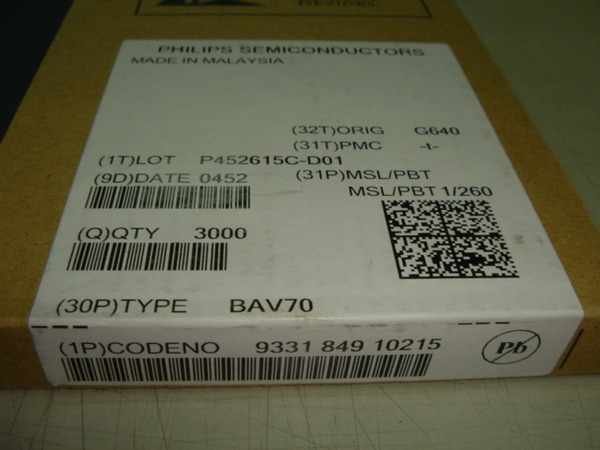 DEVICES
PHILIPS SEMICONDUCTORS
MADE IN MALAYSIA
(32T)ORIG G640
(31T)PMC -t-
(1T)LOT P452615C-D01
(9D)DATE 0452
(31P)MSL/PBT
MSL/PBT 1/260
(Q)QTY 3000
(30P)TYPE BAV70
(1P)CODENO 9331 849 10215
Pb